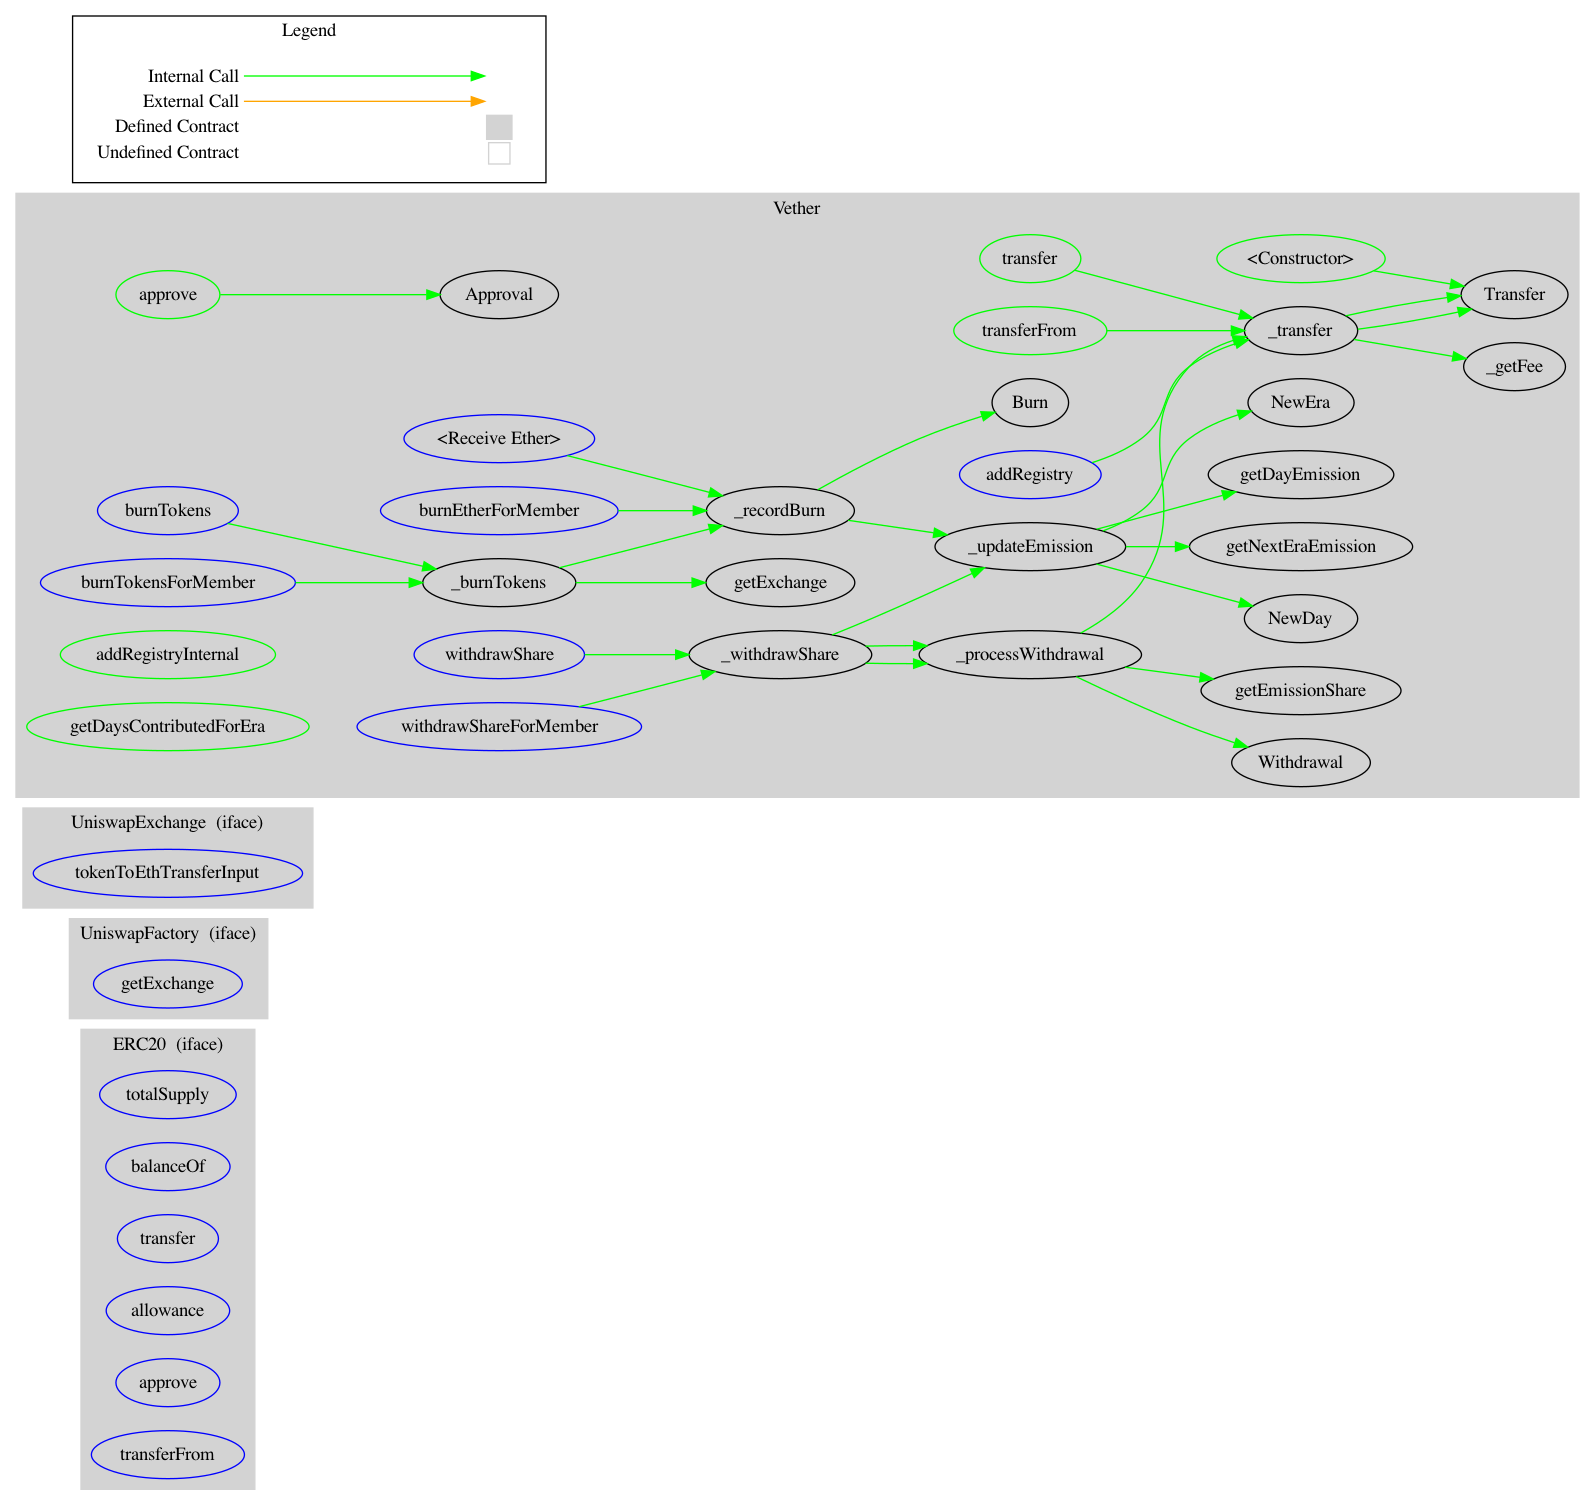 Legend
Internal Call
External Call
Defined Contract
Undefined Contract
Vether
approve
Approval
transfer
<Constructor>
Transfer
transferFrom
_transfer
_getFee
Burn
NewEra
<Receive Ether>
addRegistry
getDayEmission
burnTokens
burnEtherForMember
_recordBurn
_updateEmission
getNextEraEmission
burnTokensForMember
_burnTokens
getExchange
NewDay
addRegistryInternal
withdrawShare
_withdrawShare
_processWithdrawal
getEmissionShare
getDaysContributedForEra
withdrawShareForMember
Withdrawal
UniswapExchange (iface)
tokenToEthTransferInput
UniswapFactory (iface)
getExchange
ERC20 (iface)
totalSupply
balanceOf
transfer
allowance
approve
transferFrom